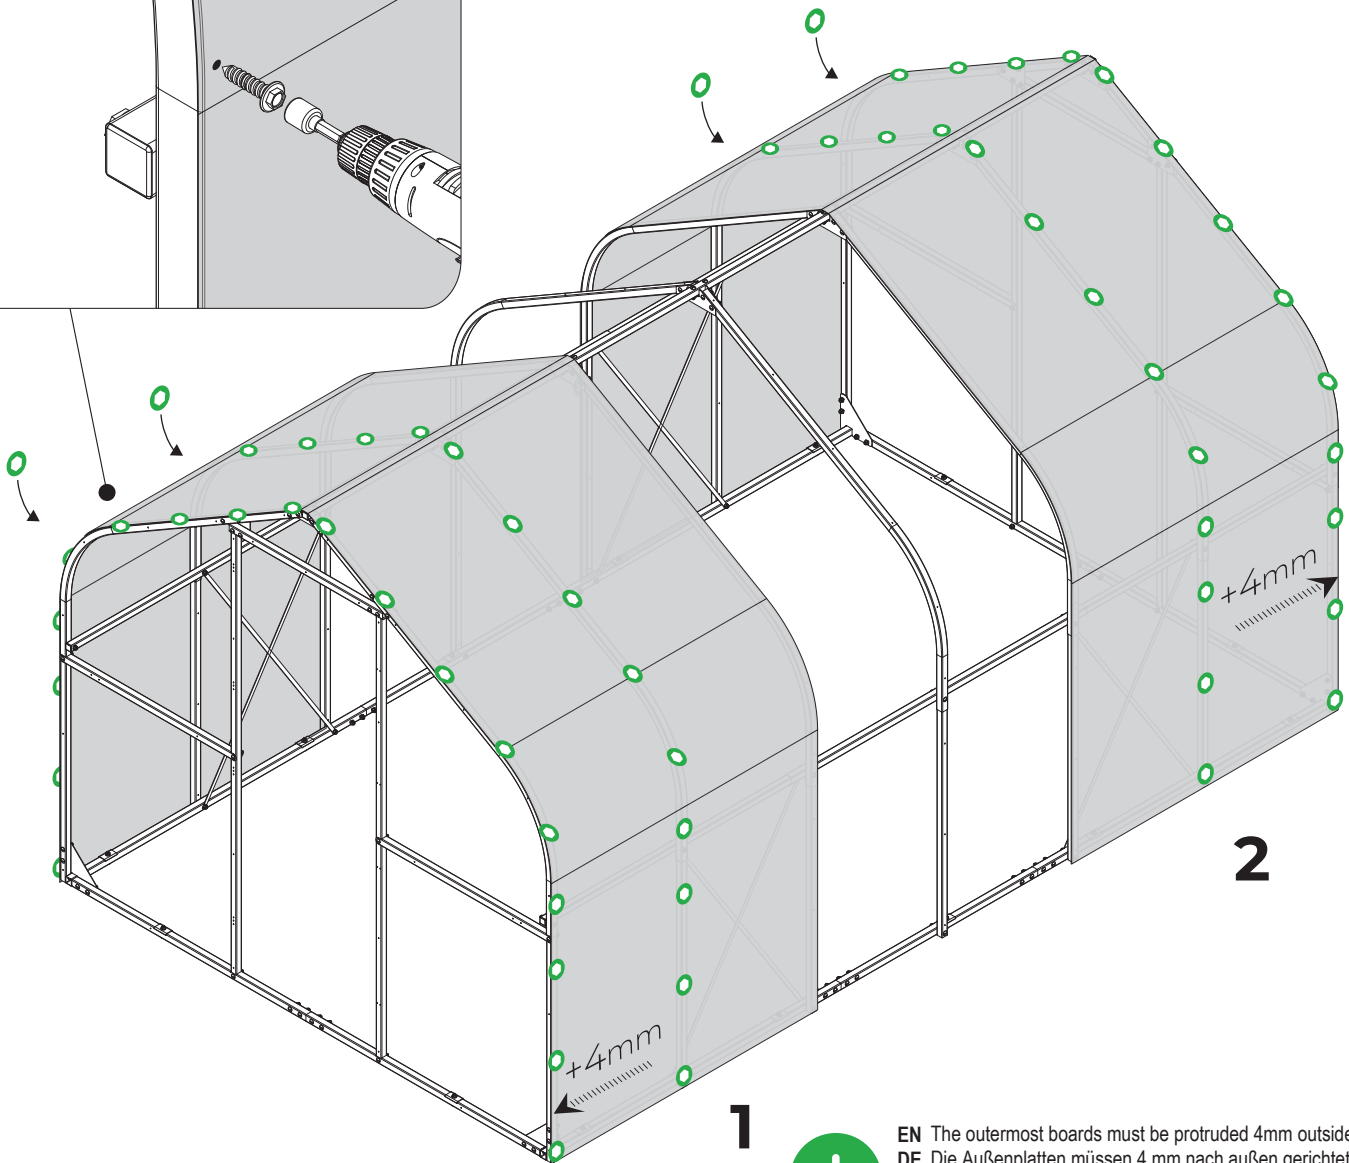 +4mm
2
+4mm
1
EN The outermost boards must be protruded 4mm outside
DE Die Außenplatten müssen 4 mm nach außen gerichtet